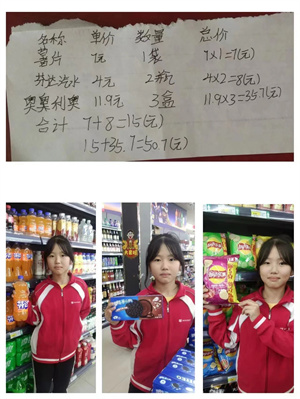 名称 单价 数量 总价
薯片 7元 1袋 7×1=7(元)
芬达汽水 4元 2瓶 4×2=8(元)
奥奥利奥 11.9元 3盒 11.9×3=35.7(元)
合计 7+8=15(元)
15+35.7=50.7(元)